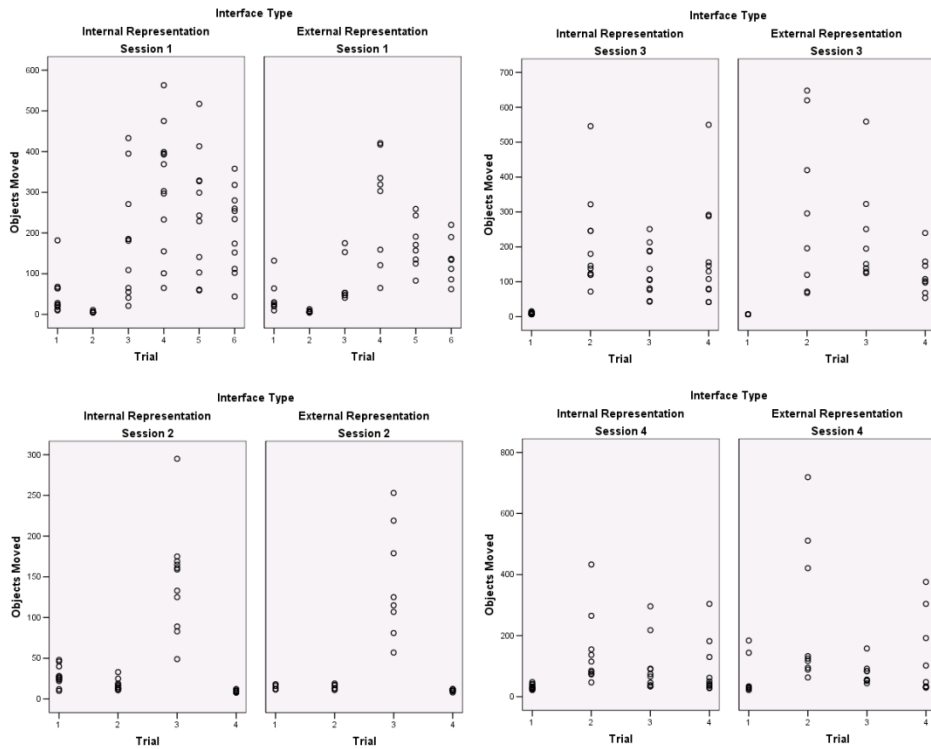 Interface Type
Internal Representation External Representation
Session 1 Session 1
600
500
400
300
200
100
0
Objects Moved
1 2 3 4 5 6 1 2 3 4 5 6
Trial Trial
Interface Type
Internal Representation External Representation
Session 3 Session 3
700
600
500
400
300
200
100
0
Objects Moved
1 2 3 4 1 2 3 4
Trial Trial
Interface Type
Internal Representation External Representation
Session 2 Session 2
300
250
200
150
100
50
0
Objects Moved
1 2 3 4 1 2 3 4
Trial Trial
Interface Type
Internal Representation External Representation
Session 4 Session 4
800
600
400
200
0
Objects Moved
1 2 3 4 1 2 3 4
Trial Trial